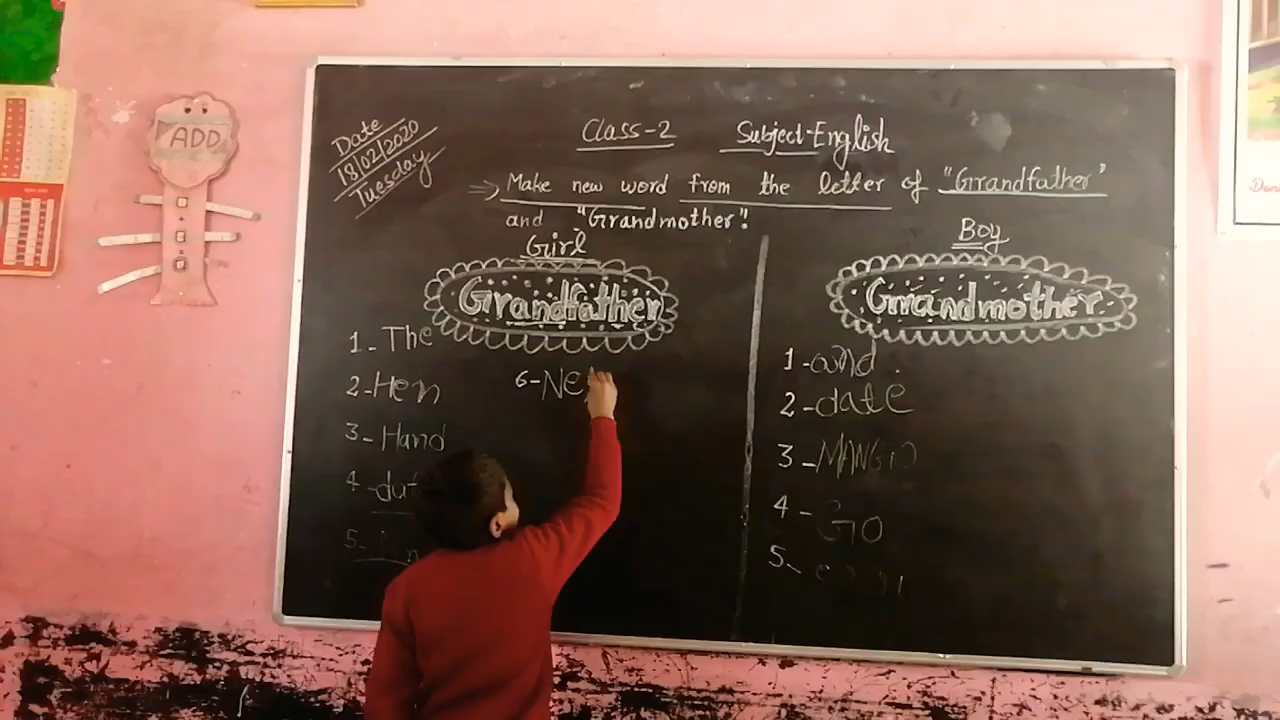 ADD
Date
18/02/2020
Tuesday
Class-2 Subject-English
=> Make new word from the letter of "Grandfather"
and "Grandmother".
Girl
Grandfather
1-The
2-Hen
3-Hand
4-
5-
6-Ne
Boy
Grandmother
1-and.
2-date
3-MANGO
4-GO
5-